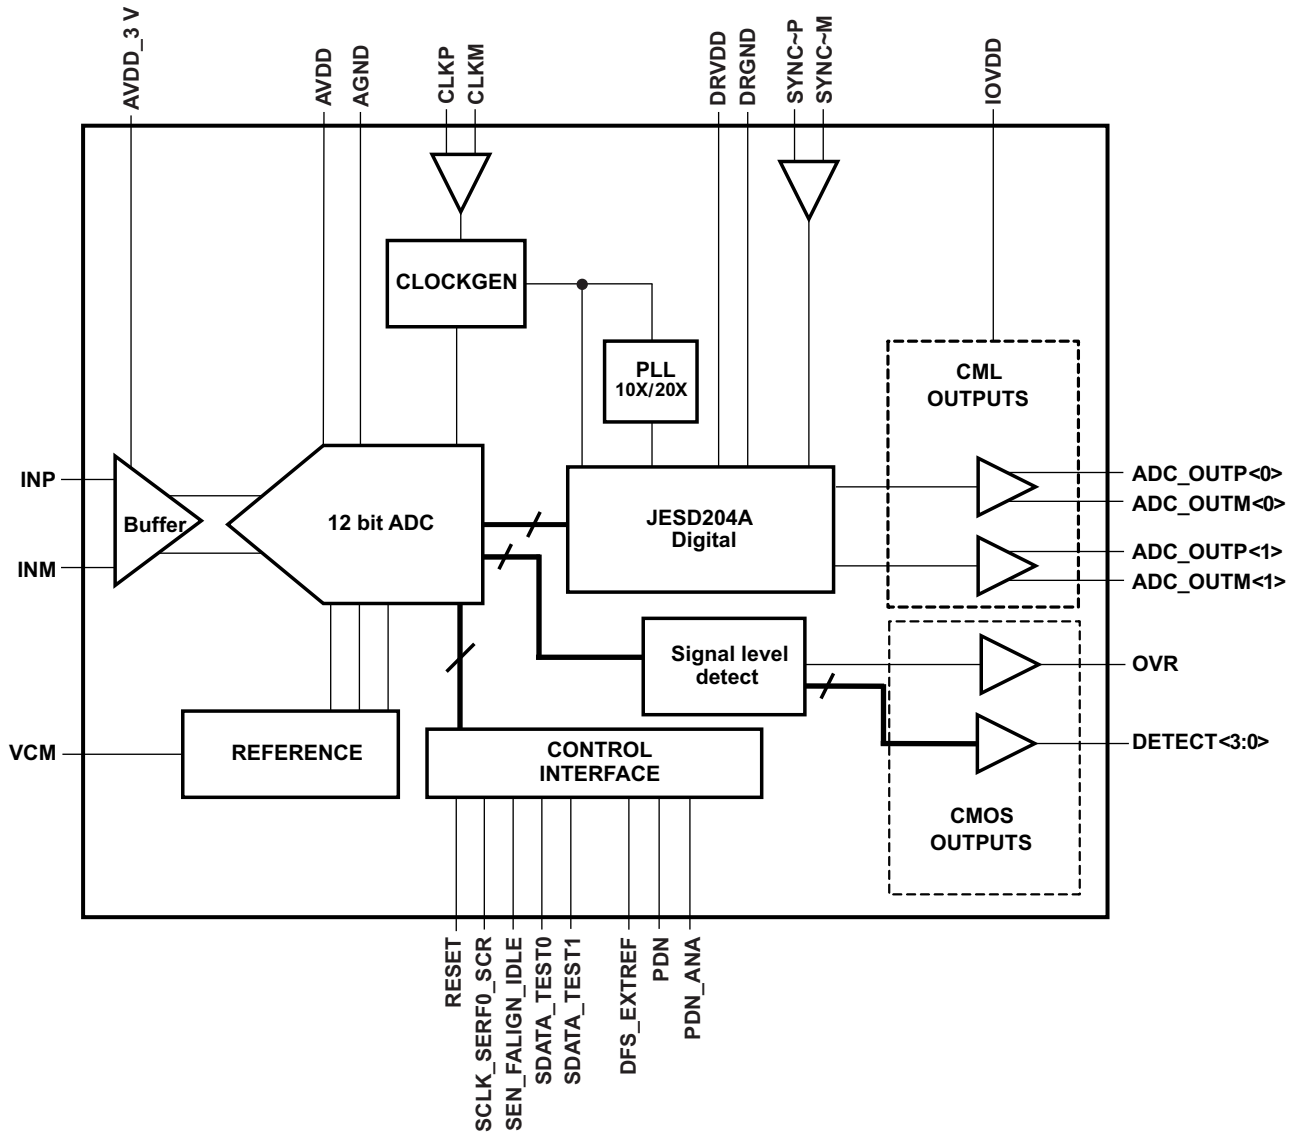 AVDD_3 V
AVDD
AGND
CLKP
CLKM
DRVDD
DRGND
SYNC~P
SYNC~M
IOVDD
CLOCKGEN
PLL
10X/20X
CML
OUTPUTS
INP
INM
Buffer
12 bit ADC
JESD204A
Digital
ADC_OUTP<0>
ADC_OUTM<0>
ADC_OUTP<1>
ADC_OUTM<1>
Signal level
detect
OVR
DETECT<3:0>
VCM
REFERENCE
CONTROL
INTERFACE
CMOS
OUTPUTS
RESET
SCLK_SERF0_SCR
SEN_FALIGN_IDLE
SDATA_TEST0
SDATA_TEST1
DFS_EXTREF
PDN
PDN_ANA